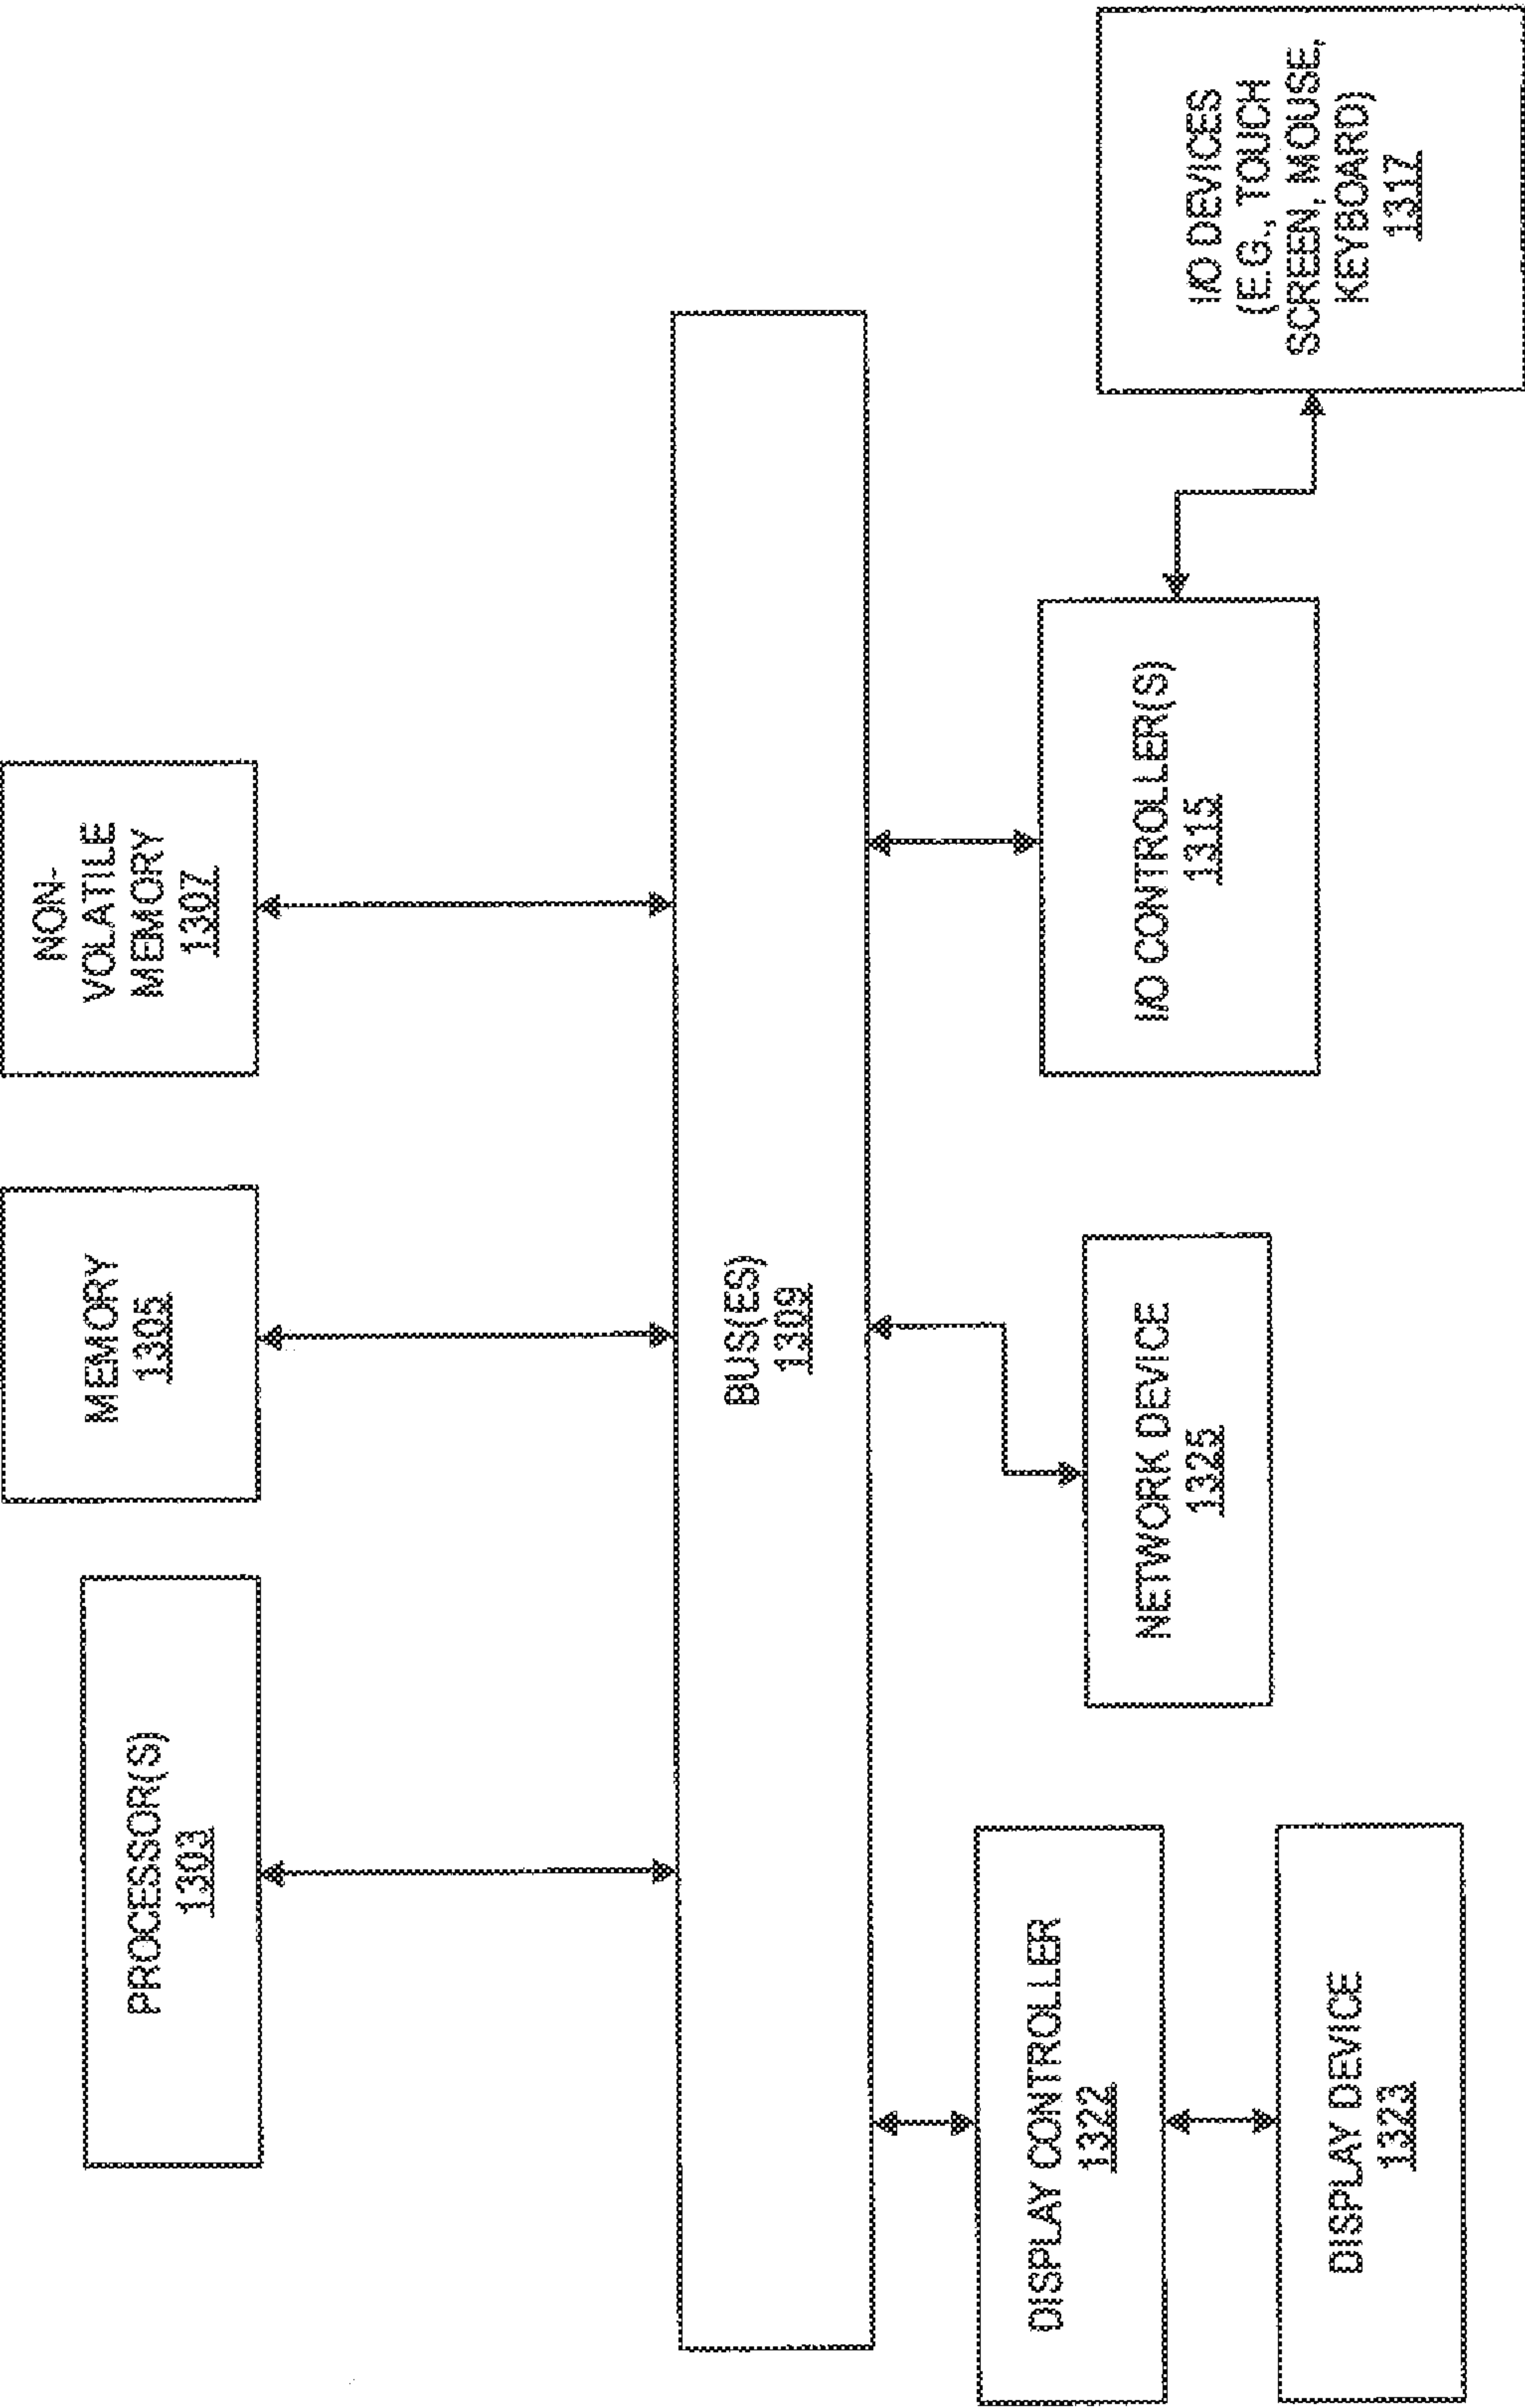 PROCESSOR(S)
1303
MEMORY
1305
NON-
VOLATILE
MEMORY
1307
BUS(ES)
1309
DISPLAY CONTROLLER
1322
DISPLAY DEVICE
1323
NETWORK DEVICE
1325
I/O CONTROLLER(S)
1315
I/O DEVICES
(E.G., TOUCH
SCREEN, MOUSE,
KEYBOARD)
1317